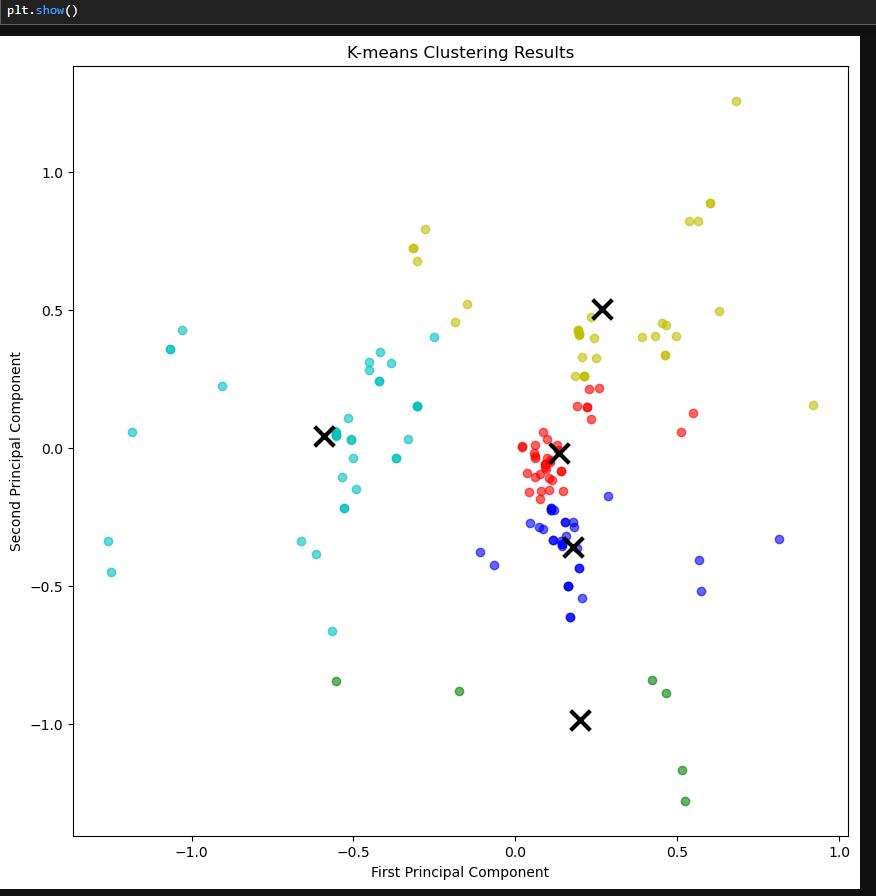 plt.show()
K-means Clustering Results
Second Principal Component
1.0
0.5
0.0
−0.5
−1.0
−1.0 −0.5 0.0 0.5 1.0
First Principal Component